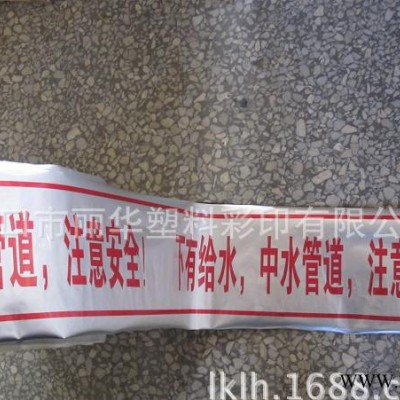 市丽华塑料彩印有限公
管道，注意安全！ 下有给水，中水管道，注意
lklh.1688.c
www.